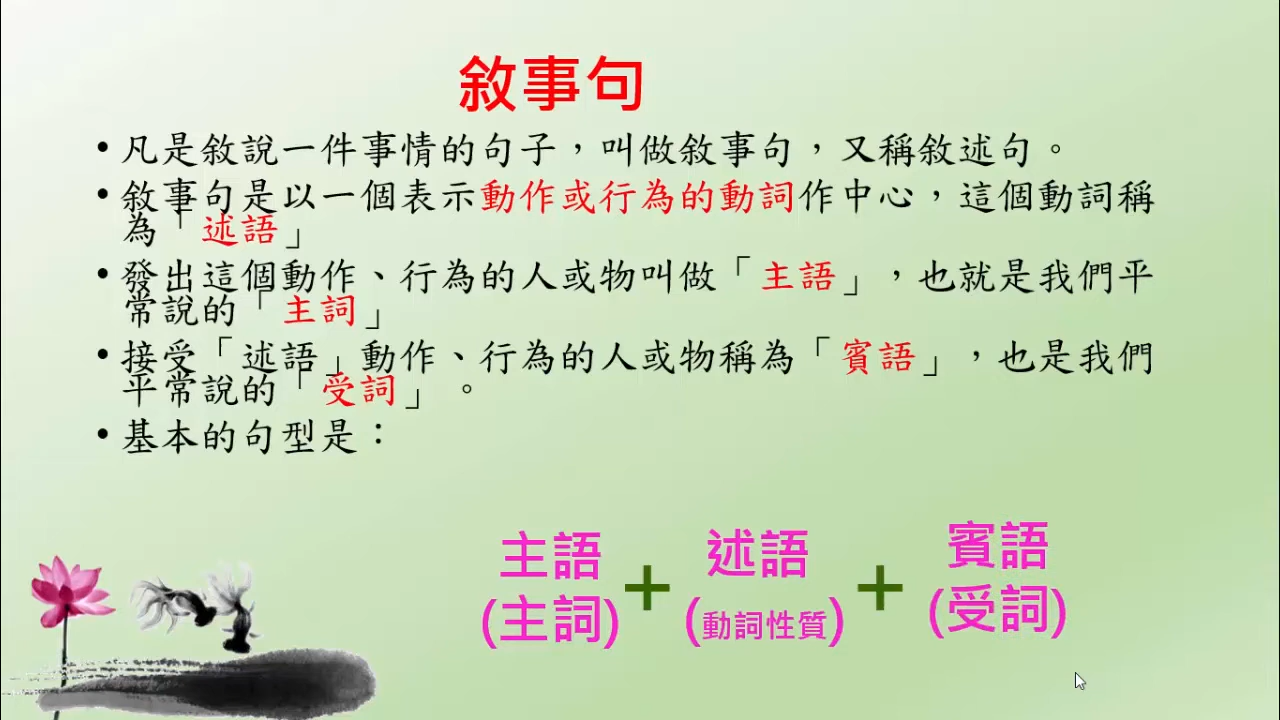 敘事句
•凡是敘說一件事情的句子，叫做敘事句，又稱敘述句。
•敘事句是以一個表示動作或行為的動詞作中心，這個動詞稱
為「述語」
•發出這個動作、行為的人或物叫做「主語」，也就是我們平
常說的「主詞」
•接受「述語」動作、行為的人或物稱為「賓語」，也是我們
平常說的「受詞」。
•基本的句型是：
主語 + 述語 + 賓語
(主詞) (動詞性質) (受詞)